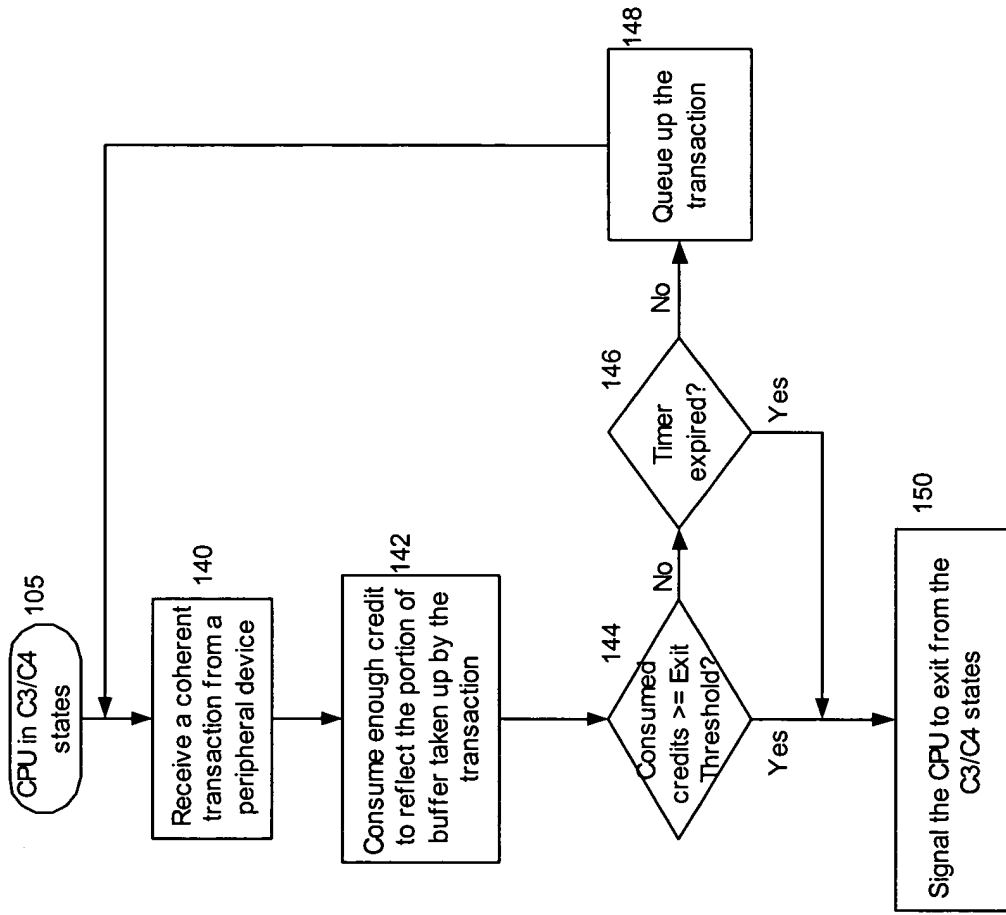 105
CPU in C3/C4
states
140
Receive a coherent
transaction from a
peripheral device
142
Consume enough credit
to reflect the portion of
buffer taken up by the
transaction
144
Consumed
credits >= Exit
Threshold?
No
Yes
146
Timer
expired?
No
Yes
148
Queue up the
transaction
150
Signal the CPU to exit from the
C3/C4 states